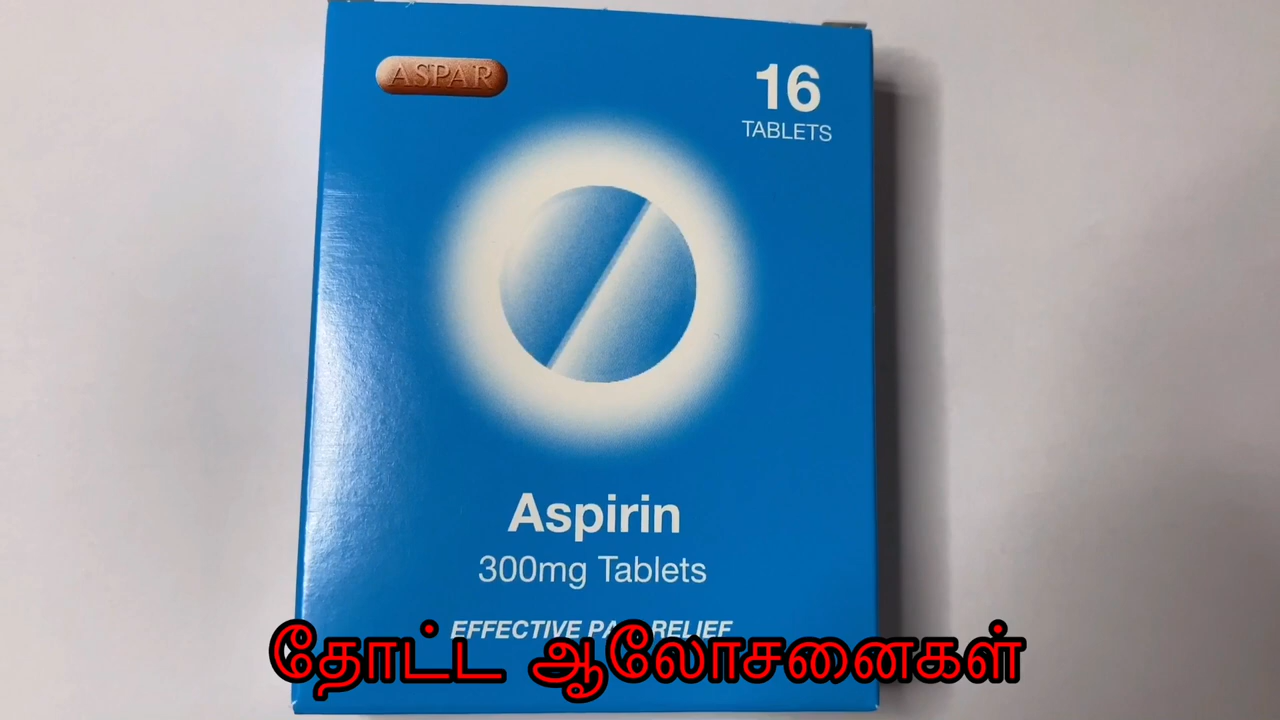 ASPAR
16
TABLETS
Aspirin
300mg Tablets
EFFECTIVE RELIEF
தோட்ட ஆலோசனைகள்